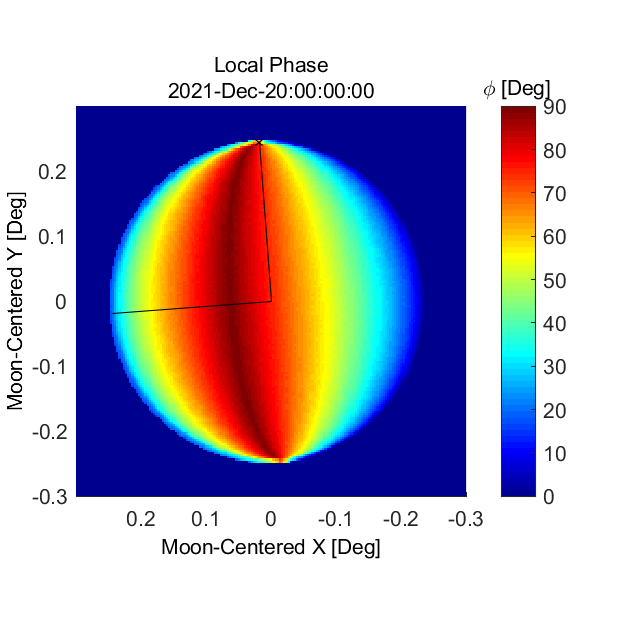 Local Phase
2021-Dec-20:00:00:00:00
ϕ [Deg]
90
80
70
60
50
40
30
20
10
0
Moon-Centered Y [Deg]
0.2
0.1
0
-0.1
-0.2
-0.3
0.2 0.1 0 -0.1 -0.2 -0.3
Moon-Centered X [Deg]